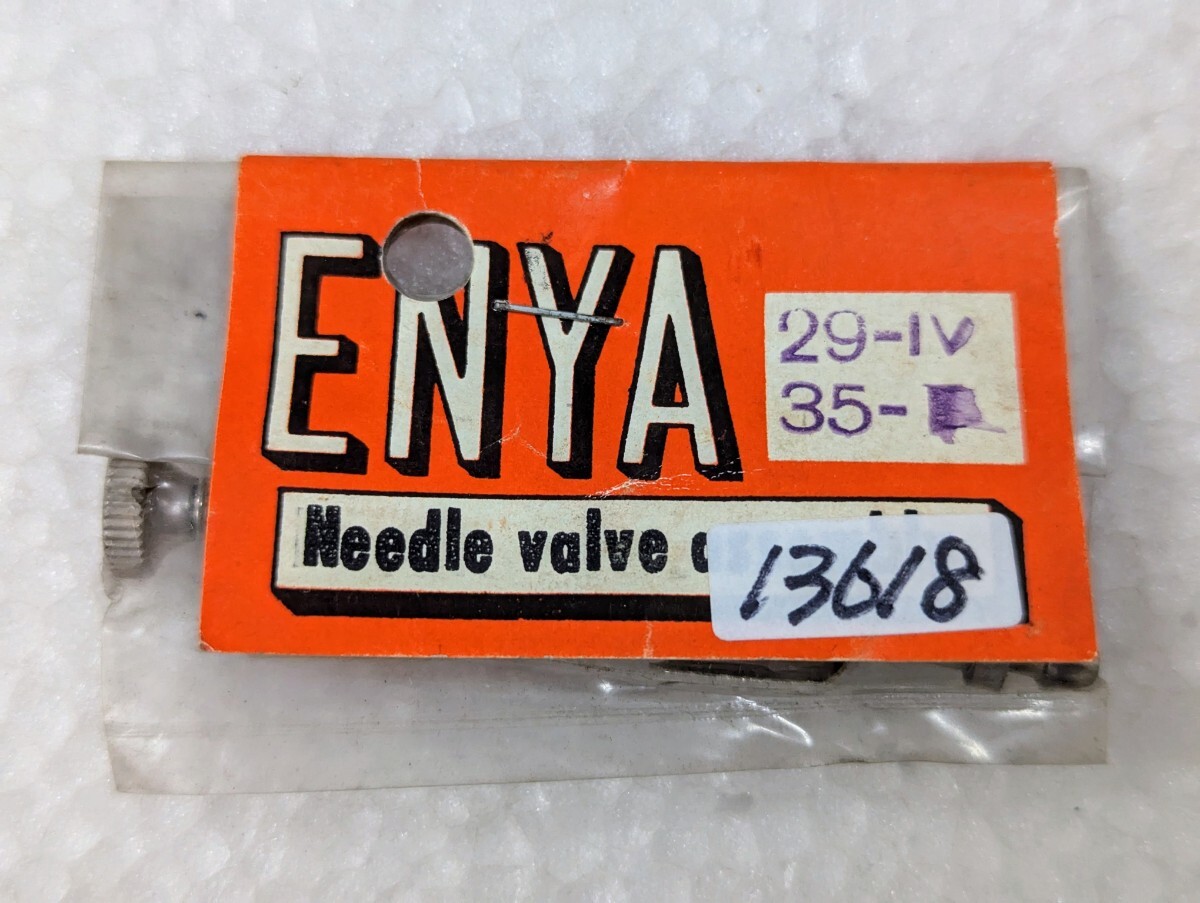 ENYA
29-IV
35-
Needle valve
13618